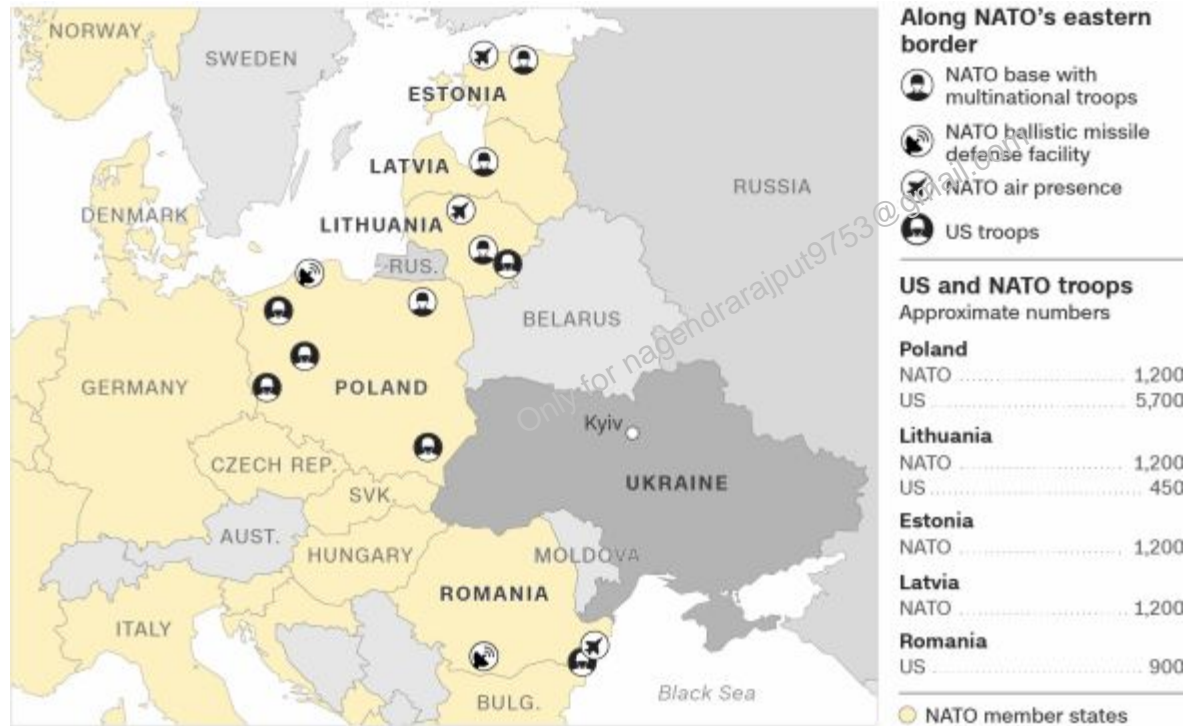 NORWAY
SWEDEN
ESTONIA
LATVIA
RUSSIA
DENMARK
LITHUANIA
RUS.
BELARUS
GERMANY
POLAND
Kyiv
CZECH REP.
UKRAINE
SVK.
AUST.
HUNGARY
MOLDOVA
ROMANIA
ITALY
Black Sea
BULG.
Only for nagendrarajput9753@gmail.com
Along NATO's eastern
border
NATO base with
multinational troops
NATO ballistic missile
defense facility
NATO air presence
US troops
US and NATO troops
Approximate numbers
Poland
NATO 1,200
US 5,700
Lithuania
NATO 1,200
US 450
Estonia
NATO 1,200
Latvia
NATO 1,200
Romania
US 900
NATO member states